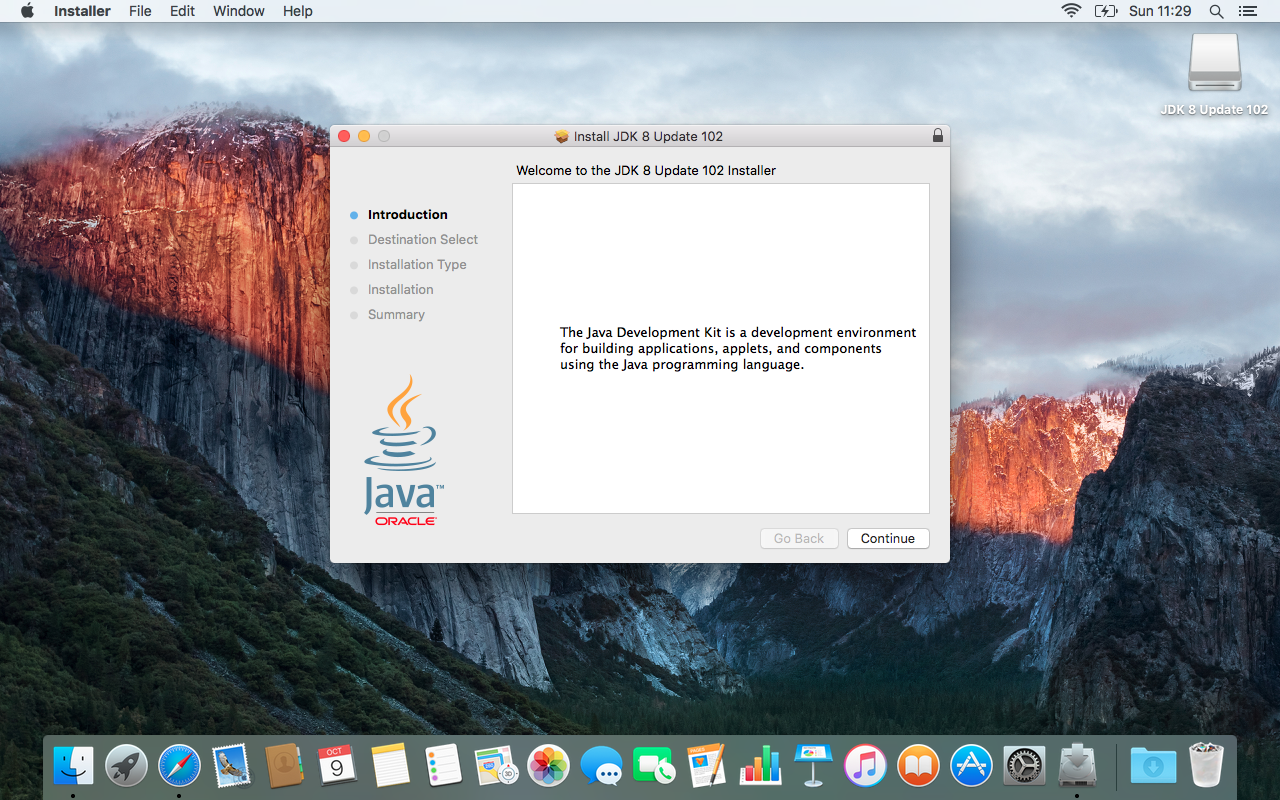 Installer File Edit Window Help Sun 11:29
JDK 8 Update 102
Install JDK 8 Update 102
Welcome to the JDK 8 Update 102 Installer
Introduction
Destination Select
Installation Type
Installation
Summary
The Java Development Kit is a development environment
for building applications, applets, and components
using the Java programming language.
Java™
ORACLE
Go Back Continue
OCT
9
PAGES
3D